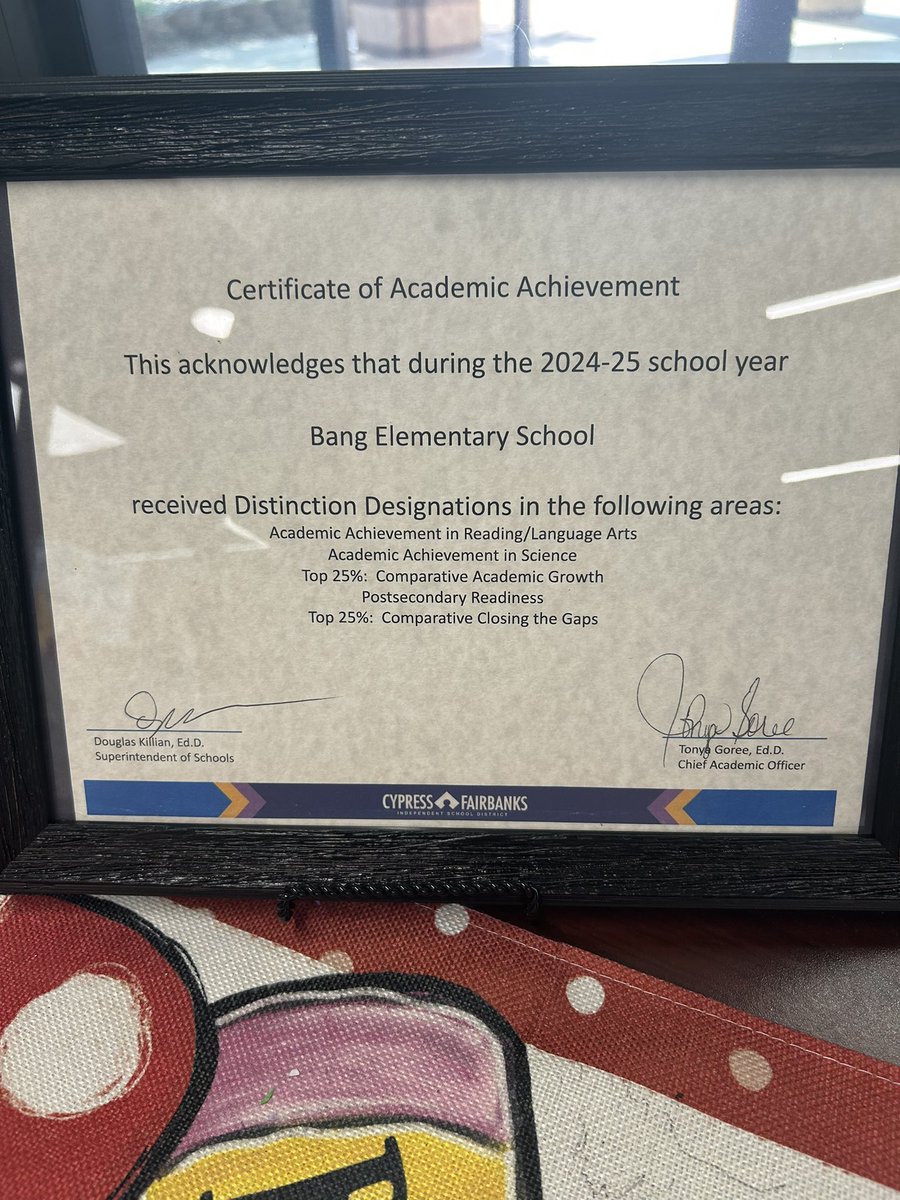 Certificate of Academic Achievement
This acknowledges that during the 2024-25 school year
Bang Elementary School
received Distinction Designations in the following areas:
Academic Achievement in Reading/Language Arts
Academic Achievement in Science
Top 25%: Comparative Academic Growth
Postsecondary Readiness
Top 25%: Comparative Closing the Gaps
Tonya Goree
Douglas Killian, Ed.D.
Superintendent of Schools
Tonya Goree, Ed.D.
Chief Academic Officer
CYPRESS FAIRBANKS
INDEPENDENT SCHOOL DISTRICT